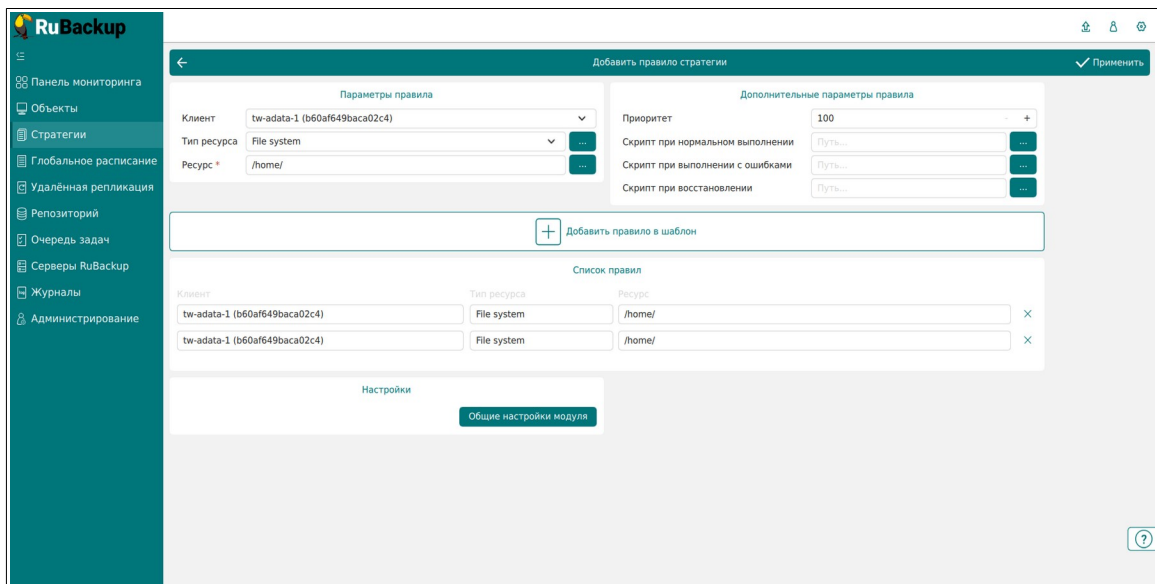 RuBackup
Панель мониторинга
Объекты
Стратегии
Глобальное расписание
Удалённая репликация
Репозиторий
Очередь задач
Серверы RuBackup
Журналы
Администрирование
Добавить правило стратегии
Применить
Параметры правила
Клиент tw-adata-1 (b60af649baca02c4)
Тип ресурса File system ...
Ресурс * /home/ ...
Дополнительные параметры правила
Приоритет 100 - +
Скрипт при нормальном выполнении Путь... ...
Скрипт при выполнении с ошибками Путь... ...
Скрипт при восстановлении Путь... ...
Добавить правило в шаблон
Список правил
Клиент Тип ресурса Ресурс
tw-adata-1 (b60af649baca02c4) File system /home/
tw-adata-1 (b60af649baca02c4) File system /home/
Настройки
Общие настройки модуля
?